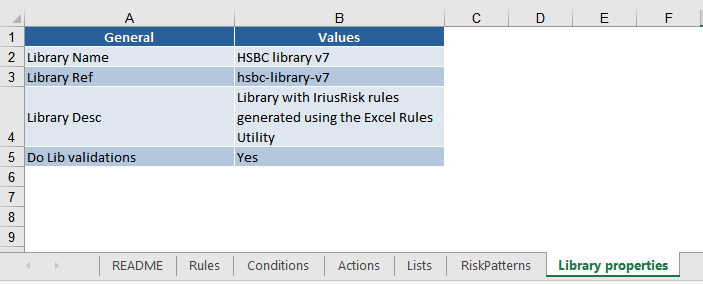 A B C D E F
1 General Values
2 Library Name HSBC library v7
3 Library Ref hsbc-library-v7
Library with IriusRisk rules
Library Desc generated using the Excel Rules
4 Utility
5 Do Lib validations Yes
6
7
8
9
README Rules Conditions Actions Lists RiskPatterns Library properties